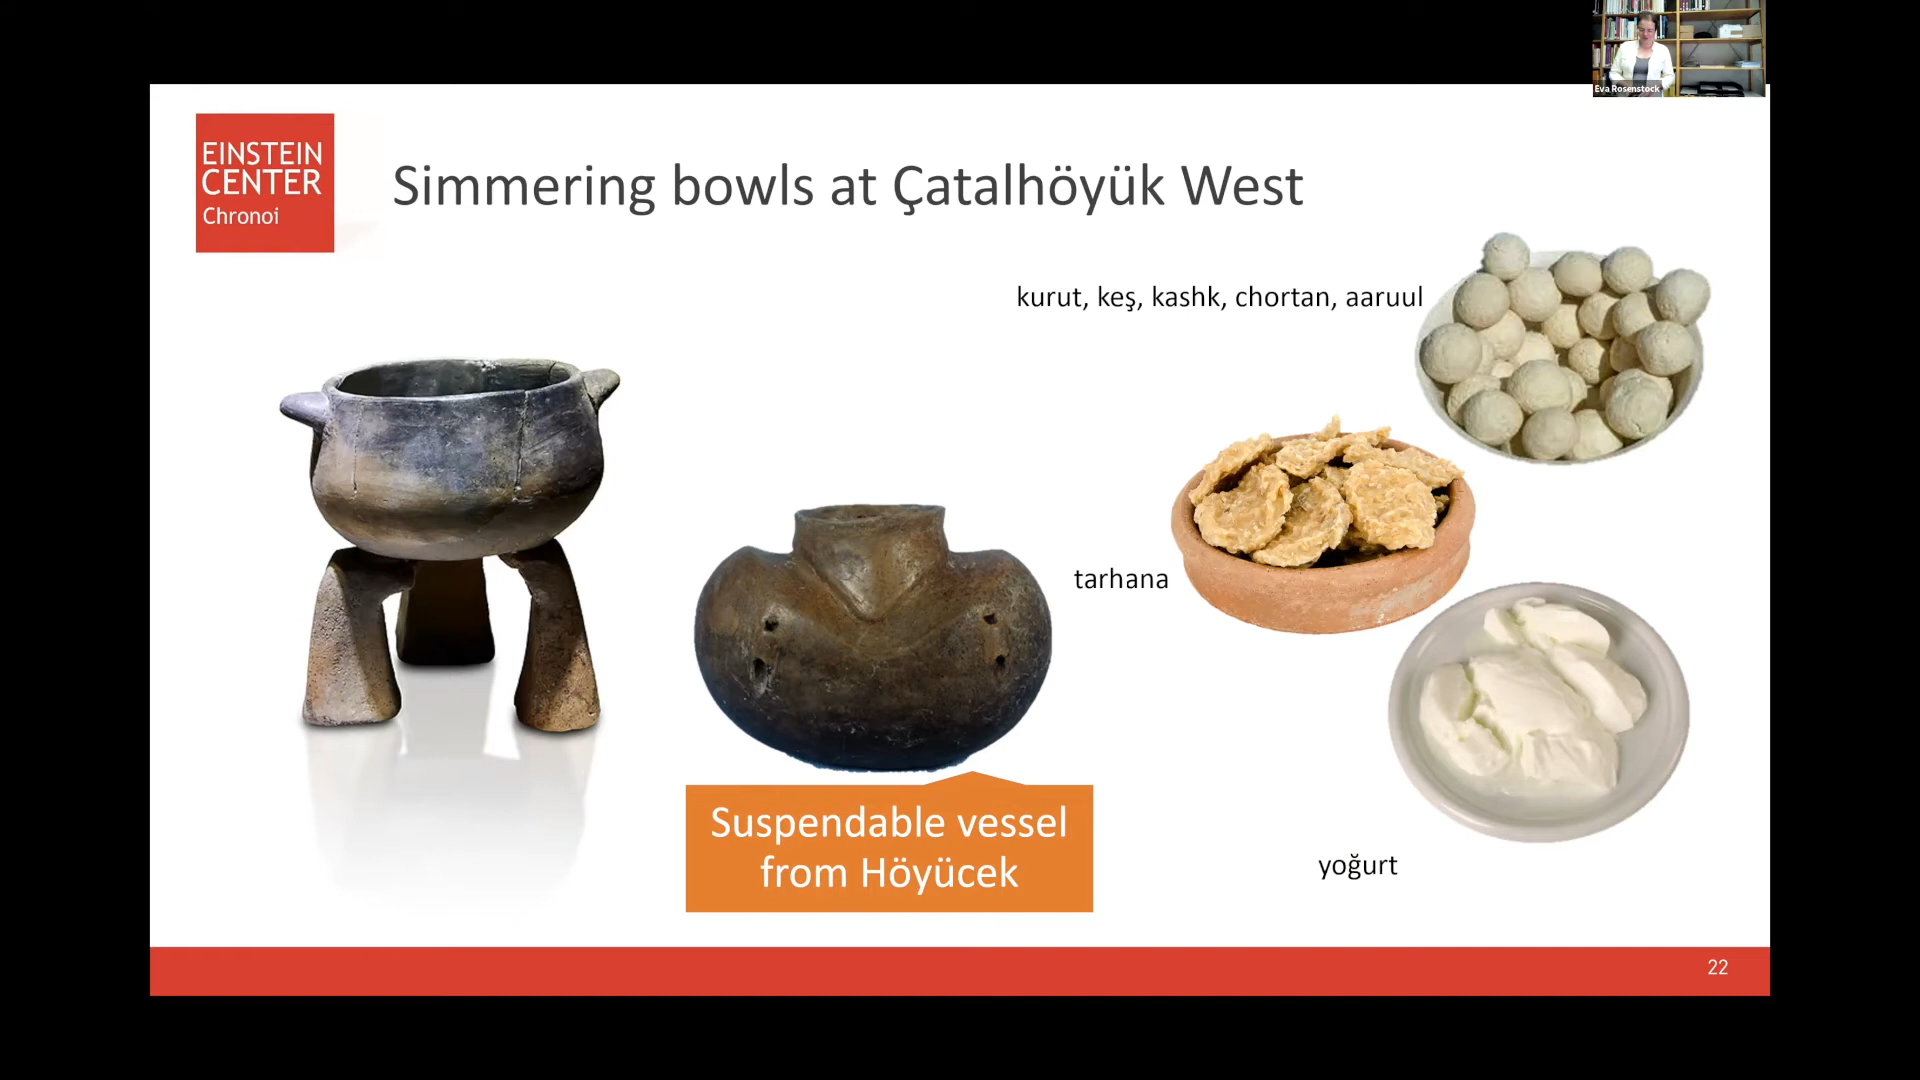 Eva Rosenstock
EINSTEIN
CENTER
Chronoi
Simmering bowls at Çatalhöyük West
kurut, keş, kashk, chortan, aaruul
tarhana
Suspendable vessel
from Höyücek
yoğurt
22